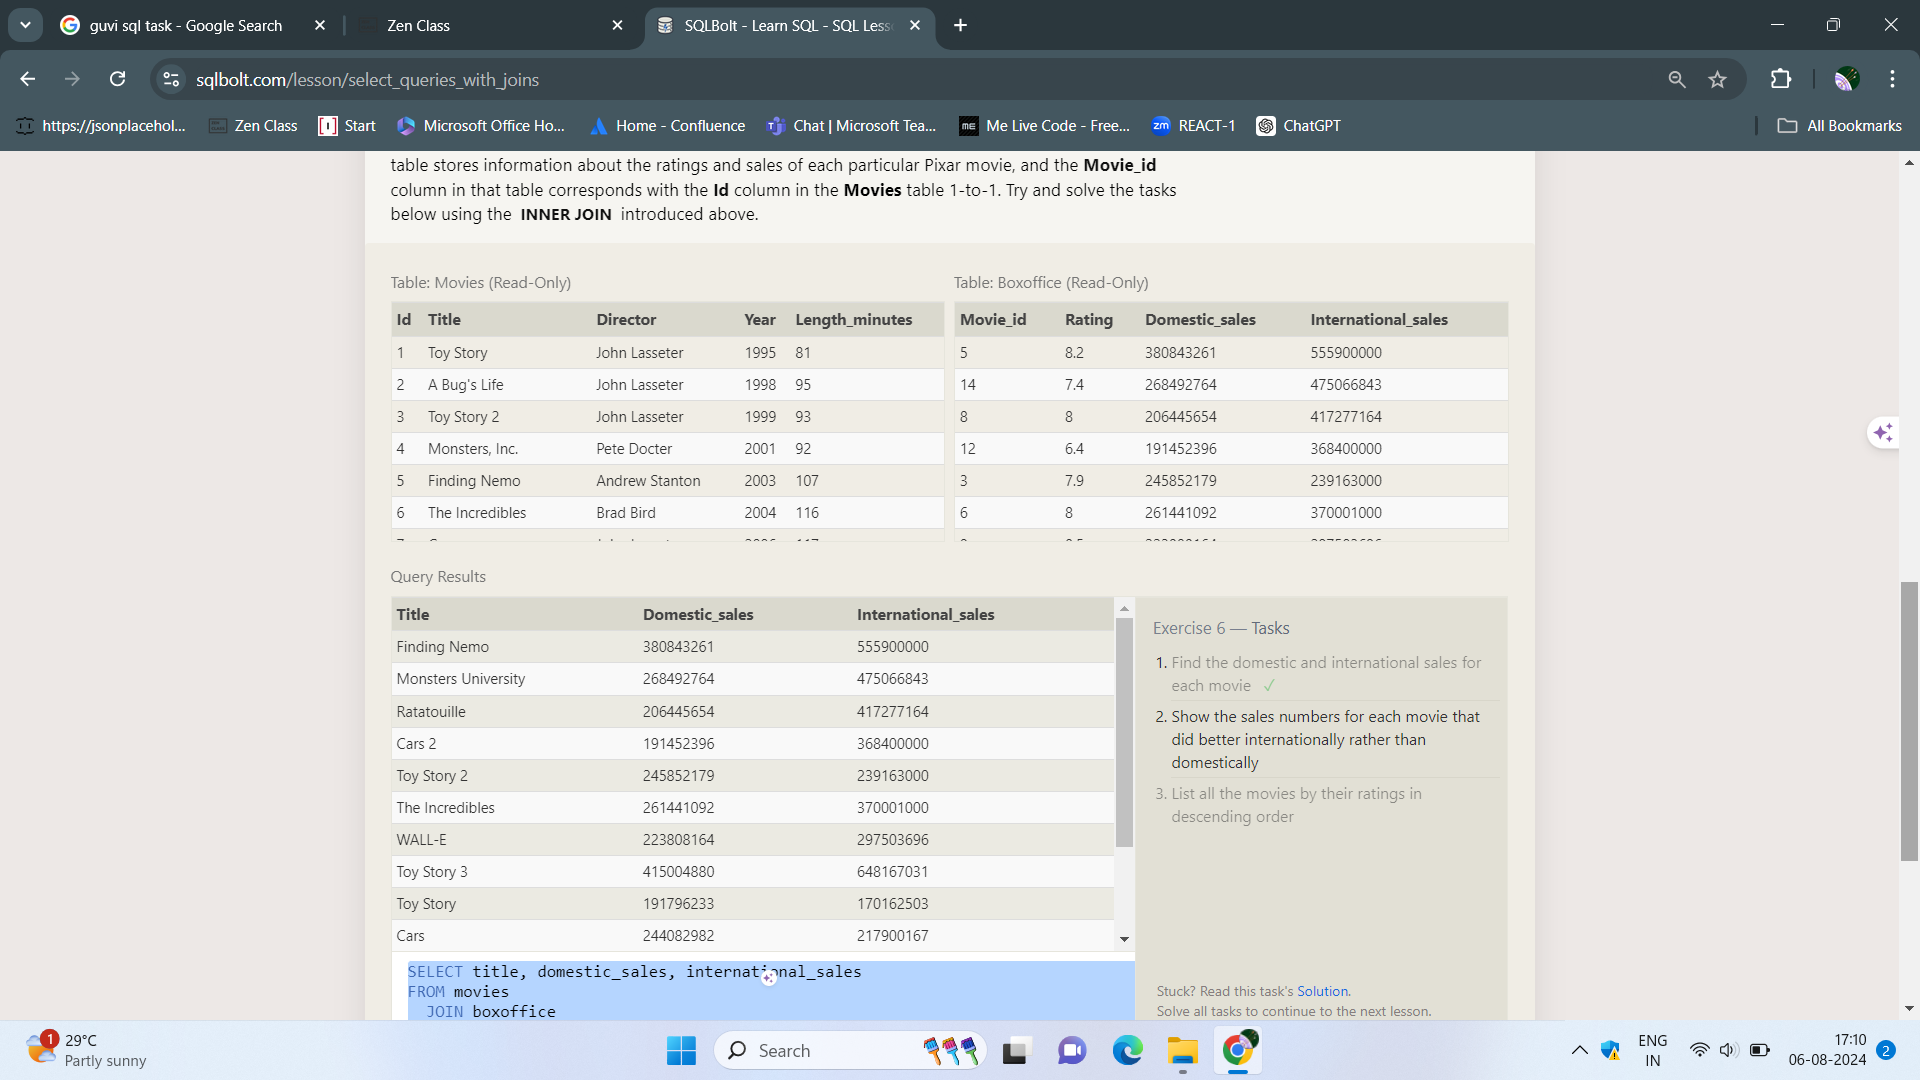 guvi sql task - Google Search
Zen Class
SQLBolt - Learn SQL - SQL Less
sqlbolt.com/lesson/select_queries_with_joins
https://jsonplacehol...
Zen Class
Start
Microsoft Office Ho...
Home - Confluence
Chat | Microsoft Tea...
ME
Me Live Code - Free...
zm
REACT-1
ChatGPT
All Bookmarks
table stores information about the ratings and sales of each particular Pixar movie, and the Movie_id
column in that table corresponds with the Id column in the Movies table 1-to-1. Try and solve the tasks
below using the INNER JOIN introduced above.
Table: Movies (Read-Only)
Id Title Director Year Length_minutes
1 Toy Story John Lasseter 1995 81
2 A Bug's Life John Lasseter 1998 95
3 Toy Story 2 John Lasseter 1999 93
4 Monsters, Inc. Pete Docter 2001 92
5 Finding Nemo Andrew Stanton 2003 107
6 The Incredibles Brad Bird 2004 116
Table: Boxoffice (Read-Only)
Movie_id Rating Domestic_sales International_sales
5 8.2 380843261 555900000
14 7.4 268492764 475066843
8 8 206445654 417277164
12 6.4 191452396 368400000
3 7.9 245852179 239163000
6 8 261441092 370001000
Query Results
Title Domestic_sales International_sales
Finding Nemo 380843261 555900000
Monsters University 268492764 475066843
Ratatouille 206445654 417277164
Cars 2 191452396 368400000
Toy Story 2 245852179 239163000
The Incredibles 261441092 370001000
WALL-E 223808164 297503696
Toy Story 3 415004880 648167031
Toy Story 191796233 170162503
Cars 244082982 217900167
SELECT title, domestic_sales, international_sales
FROM movies
JOIN boxoffice
Exercise 6 — Tasks
1. Find the domestic and international sales for
each movie ✓
2. Show the sales numbers for each movie that
did better internationally rather than
domestically
3. List all the movies by their ratings in
descending order
Stuck? Read this task's Solution.
Solve all tasks to continue to the next lesson.
1
29°C
Partly sunny
Search
ENG
IN
17:10
06-08-2024
2